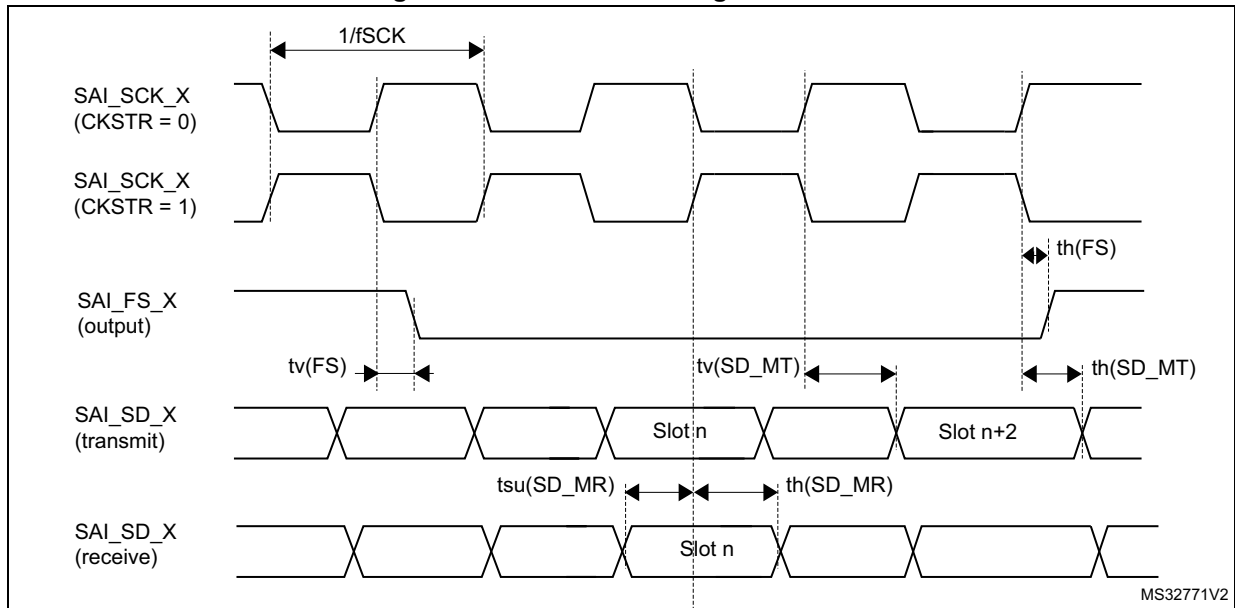 1/fSCK
SAI_SCK_X
(CKSTR = 0)
SAI_SCK_X
(CKSTR = 1)
th(FS)
SAI_FS_X
(output)
tv(FS)
tv(SD_MT)
th(SD_MT)
SAI_SD_X
(transmit)
Slot n
Slot n+2
tsu(SD_MR)
th(SD_MR)
SAI_SD_X
(receive)
Slot n
MS32771V2